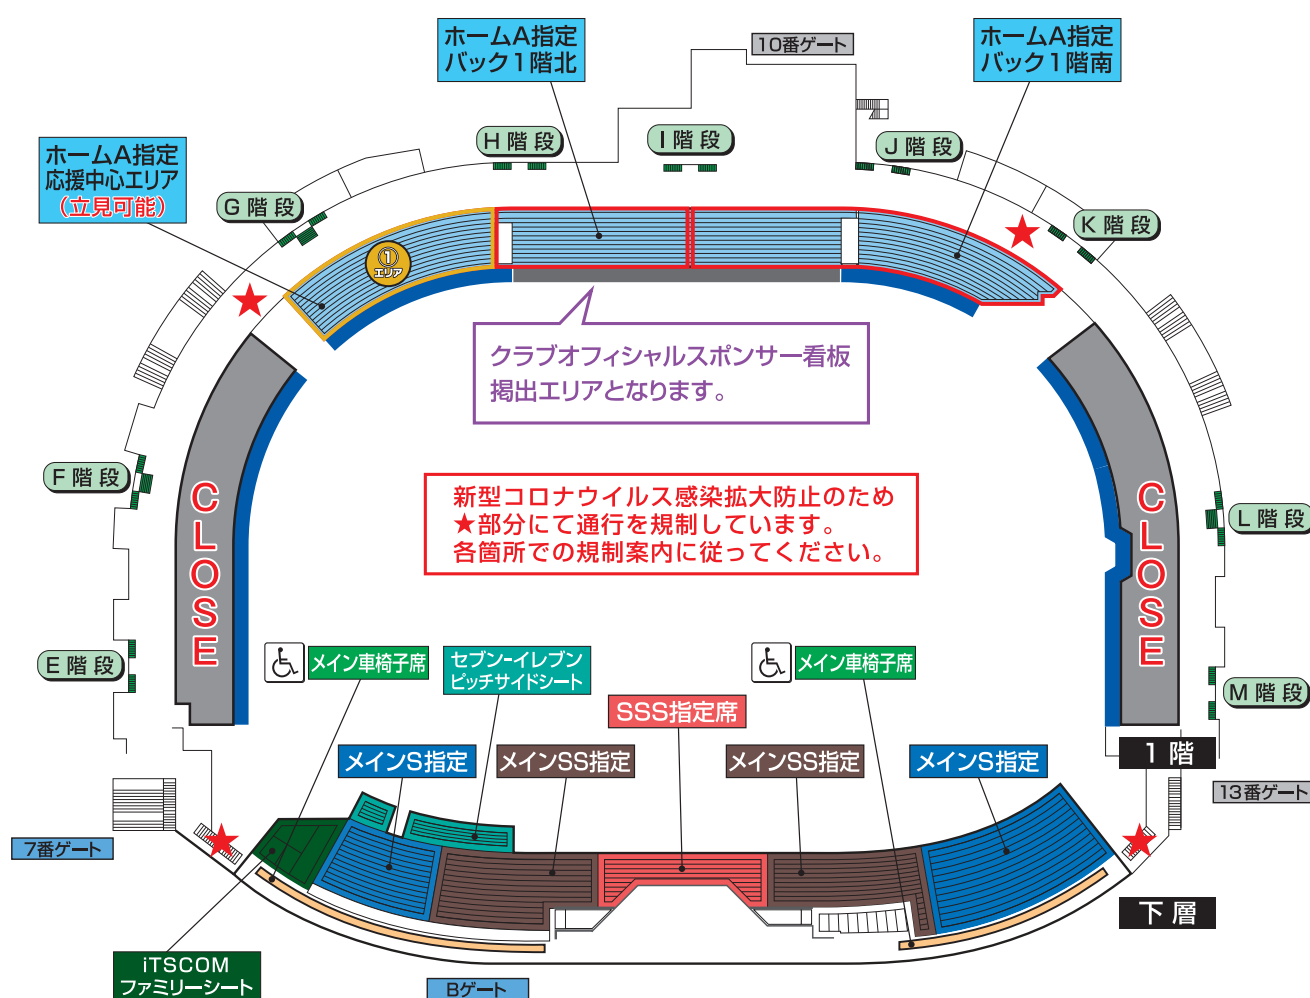 ホームA指定
バック1階北
10番ゲート
ホームA指定
バック1階南
ホームA指定
応援中心エリア
(立見可能)
H 階 段
I 階 段
J 階 段
G 階 段
K 階 段
①
エリア
クラブオフィシャルスポンサー看板
掲出エリアとなります。
F 階 段
CLOSE
新型コロナウイルス感染拡大防止のため
★部分にて通行を規制しています。
各箇所での規制案内に従ってください。
CLOSE
L 階 段
E 階 段
メイン車椅子席
セブン-イレブン
ピッチサイドシート
メイン車椅子席
M 階 段
SSS指定席
メインS指定
メインSS指定
メインSS指定
メインS指定
1 階
13番ゲート
7番ゲート
下 層
iTSCOM
ファミリーシート
Bゲート